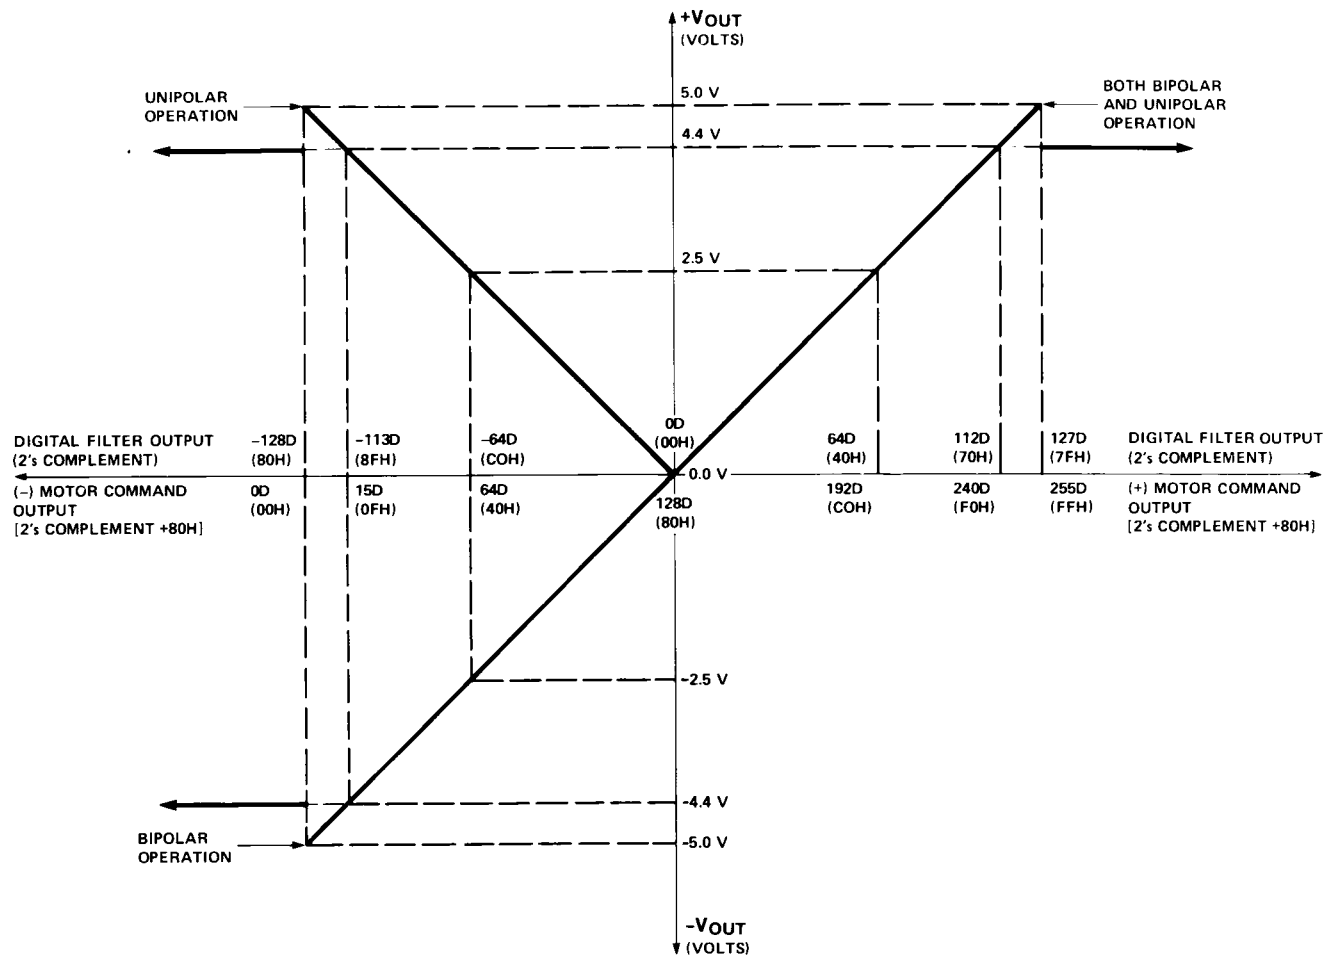 +VOUT
(VOLTS)
UNIPOLAR
OPERATION
5.0 V
BOTH BIPOLAR
AND UNIPOLAR
OPERATION
4.4 V
2.5 V
0D
(00H)
DIGITAL FILTER OUTPUT
(2's COMPLEMENT)
−128D
(80H)
−113D
(8FH)
−64D
(COH)
64D
(40H)
112D
(70H)
127D
(7FH)
DIGITAL FILTER OUTPUT
(2's COMPLEMENT)
0.0 V
(−) MOTOR COMMAND
OUTPUT
[2's COMPLEMENT +80H]
0D
(00H)
15D
(0FH)
64D
(40H)
128D
(80H)
192D
(COH)
240D
(F0H)
255D
(FFH)
(+) MOTOR COMMAND
OUTPUT
[2's COMPLEMENT +80H]
−2.5 V
−4.4 V
BIPOLAR
OPERATION
−5.0 V
−VOUT
(VOLTS)